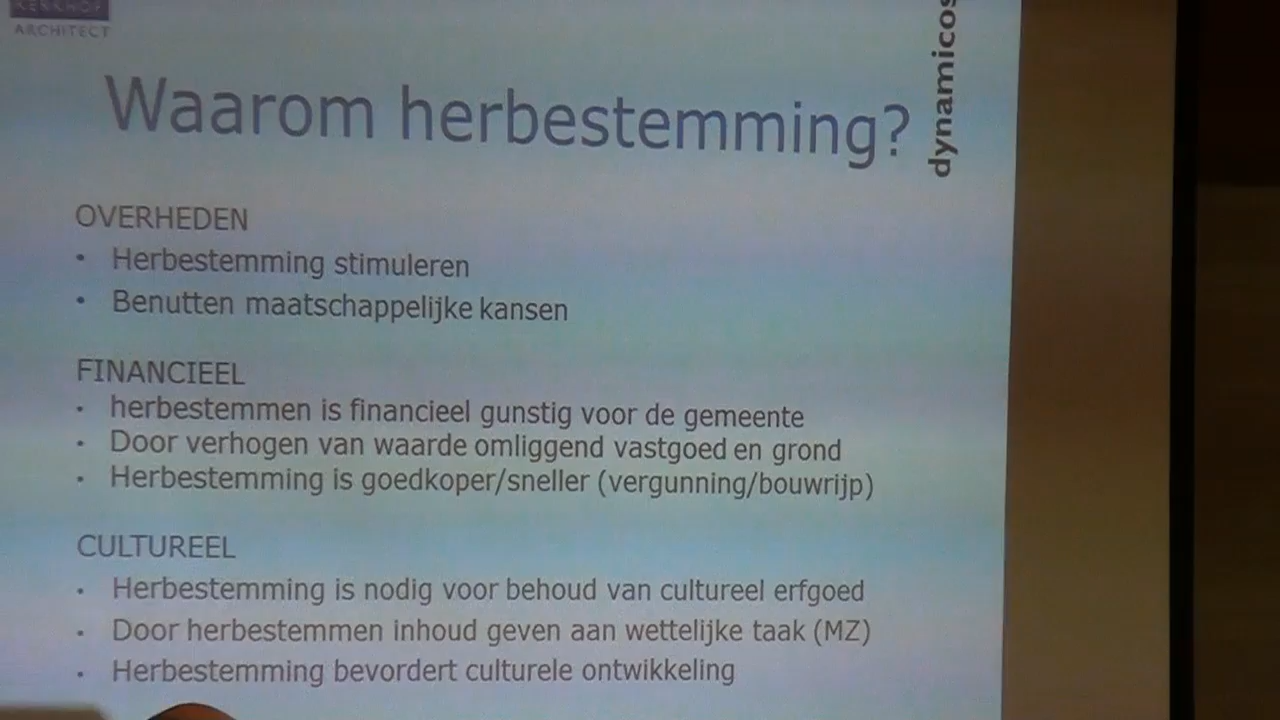 KERKHOF
ARCHITECT
dynamicos
Waarom herbestemming?
OVERHEDEN
• Herbestemming stimuleren
• Benutten maatschappelijke kansen
FINANCIEEL
• herbestemmen is financieel gunstig voor de gemeente
• Door verhogen van waarde omliggend vastgoed en grond
• Herbestemming is goedkoper/sneller (vergunning/bouwrijp)
CULTUREEL
• Herbestemming is nodig voor behoud van cultureel erfgoed
• Door herbestemmen inhoud geven aan wettelijke taak (MZ)
• Herbestemming bevordert culturele ontwikkeling